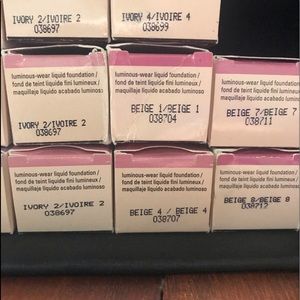 IVORY 2/IVOIRE 2
038697
IVORY 4/IVOIRE 4
038699
luminous-wear liquid foundation/
fond de teint liquide fini lumineux/
maquillaje líquido acabado luminoso
IVORY 2/IVOIRE 2
038697
luminous-wear liquid foundation/
fond de teint liquide fini lumineux/
maquillaje líquido acabado luminoso
BEIGE 1/BEIGE 1
038704
luminous-wear liquid foundation/
fond de teint liquide fini lumineux/
maquillaje líquido acabado luminoso
BEIGE 7/BEIGE 7
038711
luminous-wear liquid foundation/
fond de teint liquide fini lumineux/
maquillaje líquido acabado luminoso
IVORY 2/IVOIRE 2
038697
luminous-wear liquid foundation/
fond de teint liquide fini lumineux/
maquillaje líquido acabado luminoso
BEIGE 4 / BEIGE 4
038707
luminous-wear liquid foundation/
fond de teint liquide fini lumineux/
maquillaje líquido acabado luminoso
BEIGE 8/BEIGE 8
038712